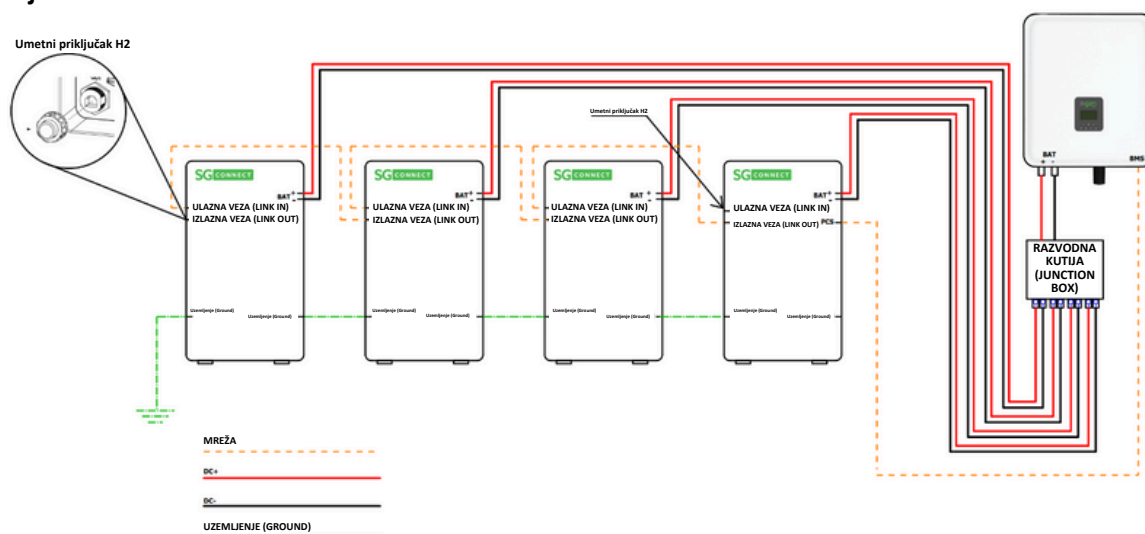 Umetni priključak H2
Umetni priključak H2
SG CONNECT
BAT + -
ULAZNA VEZA (LINK IN)
IZLAZNA VEZA (LINK OUT)
Uzemljenje (Ground)
Uzemljenje (Ground)
SG CONNECT
BAT + -
ULAZNA VEZA (LINK IN)
IZLAZNA VEZA (LINK OUT)
Uzemljenje (Ground)
Uzemljenje (Ground)
SG CONNECT
BAT + -
ULAZNA VEZA (LINK IN)
IZLAZNA VEZA (LINK OUT)
Uzemljenje (Ground)
Uzemljenje (Ground)
SG CONNECT
BAT + -
ULAZNA VEZA (LINK IN)
IZLAZNA VEZA (LINK OUT)
PCS
Uzemljenje (Ground)
Uzemljenje (Ground)
BAT
+ -
BMS
RAZVODNA
KUTIJA
(JUNCTION
BOX)
MREŽA
DC+
DC-
UZEMLJENJE (GROUND)